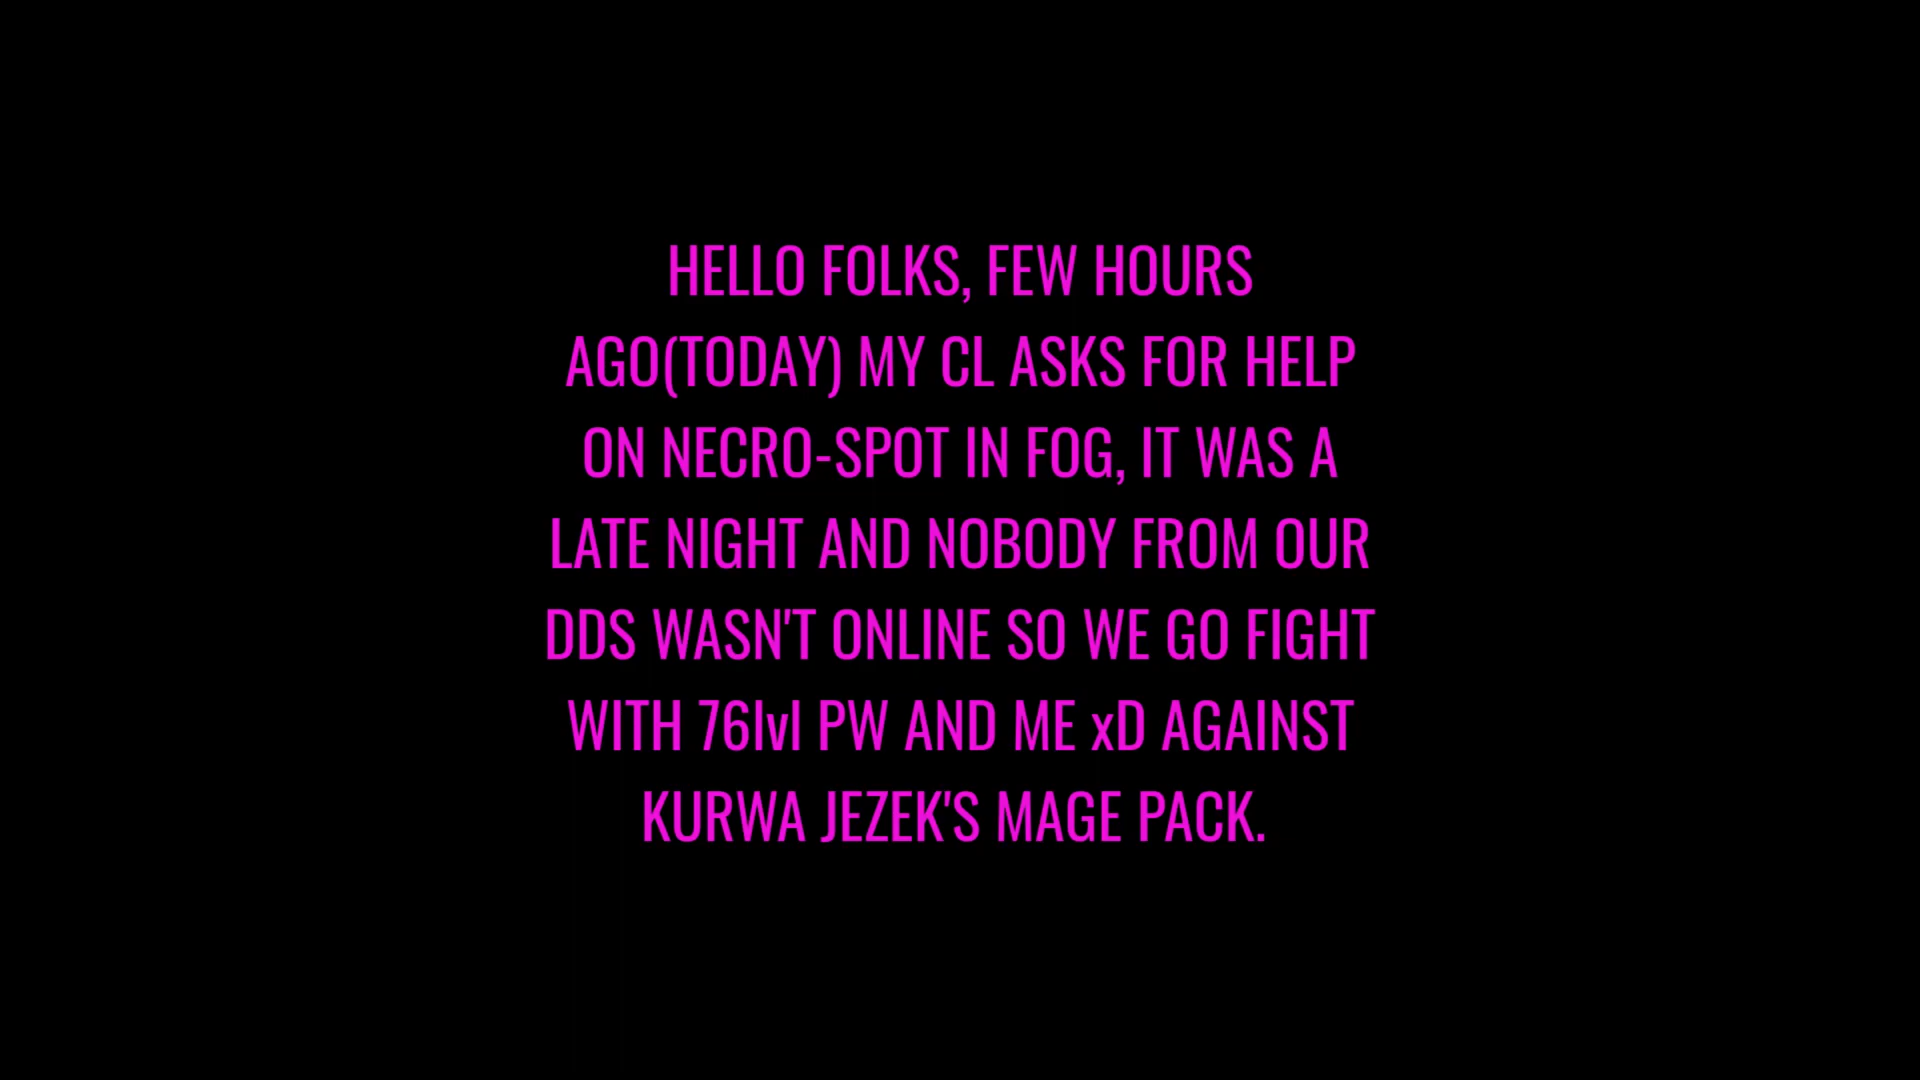 HELLO FOLKS, FEW HOURS
AGO(TODAY) MY CL ASKS FOR HELP
ON NECRO-SPOT IN FOG, IT WAS A
LATE NIGHT AND NOBODY FROM OUR
DDS WASN'T ONLINE SO WE GO FIGHT
WITH 76lvl PW AND ME xD AGAINST
KURWA JEZEK'S MAGE PACK.